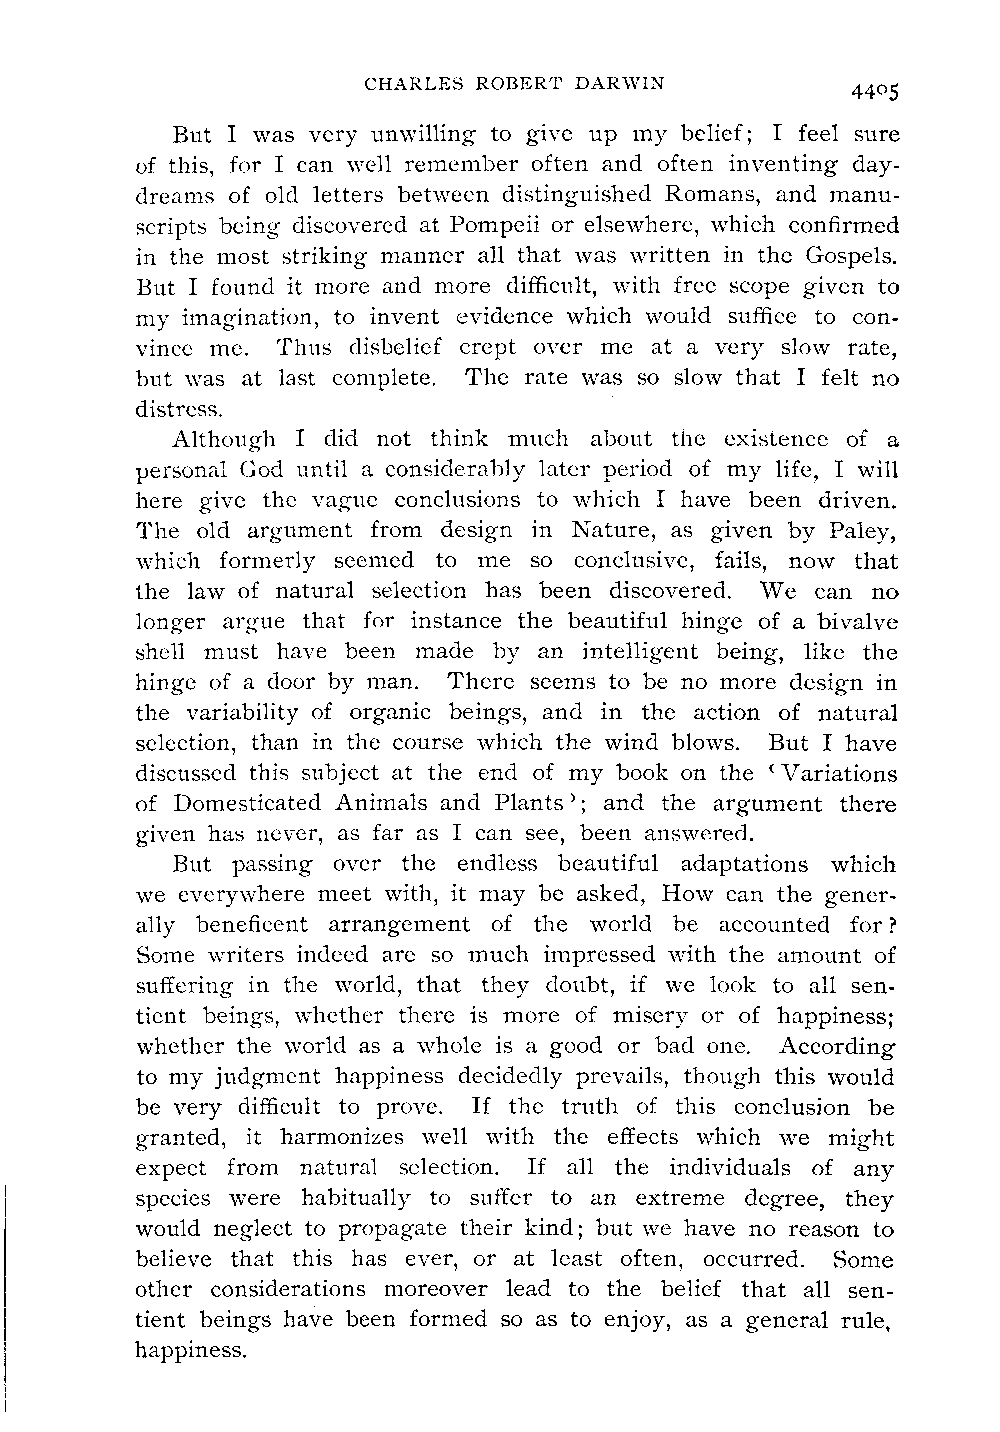 CHARLES ROBERT DARWIN
4405
But I was very unwilling to give up my belief; I feel sure
of this, for I can well remember often and often inventing day-
dreams of old letters between distinguished Romans, and manu-
scripts being discovered at Pompeii or elsewhere, which confirmed
in the most striking manner all that was written in the Gospels.
But I found it more and more difficult, with free scope given to
my imagination, to invent evidence which would suffice to con-
vince me. Thus disbelief crept over me at a very slow rate,
but was at last complete. The rate was so slow that I felt no
distress.
Although I did not think much about the existence of a
personal God until a considerably later period of my life, I will
here give the vague conclusions to which I have been driven.
The old argument from design in Nature, as given by Paley,
which formerly seemed to me so conclusive, fails, now that
the law of natural selection has been discovered. We can no
longer argue that for instance the beautiful hinge of a bivalve
shell must have been made by an intelligent being, like the
hinge of a door by man. There seems to be no more design in
the variability of organic beings, and in the action of natural
selection, than in the course which the wind blows. But I have
discussed this subject at the end of my book on the ‘Variations
of Domesticated Animals and Plants’; and the argument there
given has never, as far as I can see, been answered.
But passing over the endless beautiful adaptations which
we everywhere meet with, it may be asked, How can the gener-
ally beneficent arrangement of the world be accounted for?
Some writers indeed are so much impressed with the amount of
suffering in the world, that they doubt, if we look to all sen-
tient beings, whether there is more of misery or of happiness;
whether the world as a whole is a good or bad one. According
to my judgment happiness decidedly prevails, though this would
be very difficult to prove. If the truth of this conclusion be
granted, it harmonizes well with the effects which we might
expect from natural selection. If all the individuals of any
species were habitually to suffer to an extreme degree, they
would neglect to propagate their kind; but we have no reason to
believe that this has ever, or at least often, occurred. Some
other considerations moreover lead to the belief that all sen-
tient beings have been formed so as to enjoy, as a general rule,
happiness.